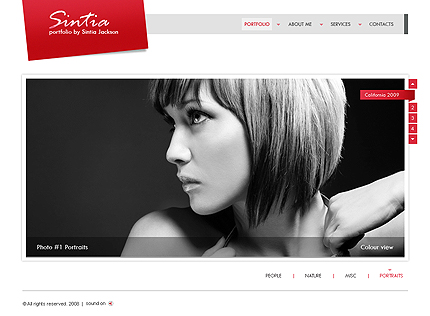 Sintia
portfolio by Sintia Jackson
PORTFOLIO
ABOUT ME
SERVICES
CONTACTS
California 2009
2
3
4
Photo #1 Portraits
Colour view
PEOPLE | NATURE | MISC | PORTRAITS
© All rights reserved. 2008 | sound on